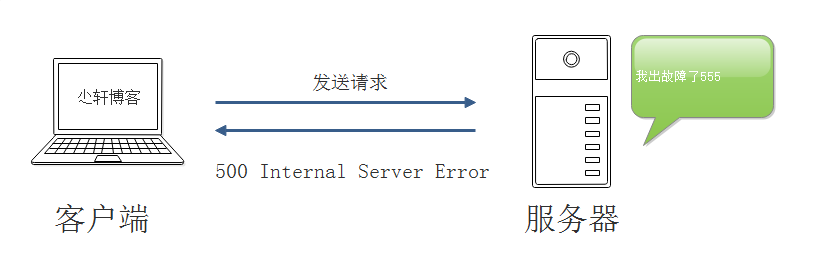 尐轩博客
发送请求
我出故障了555
500 Internal Server Error
客户端
服务器